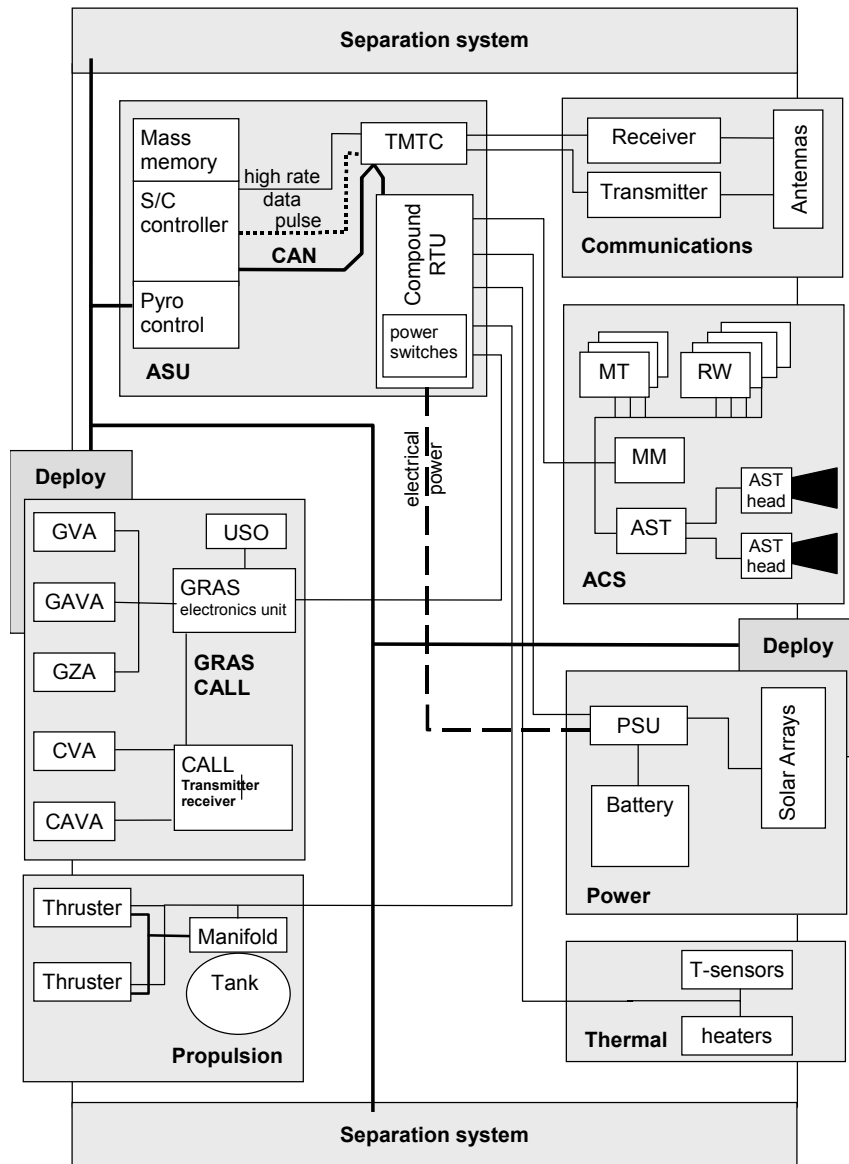 Separation system
Mass
memory
S/C
controller
Pyro
control
ASU
high rate
data
pulse
CAN
TMTC
Compound
RTU
power
switches
Receiver
Transmitter
Antennas
Communications
MT
RW
MM
AST
AST
head
AST
head
ACS
electrical
power
Deploy
GVA
GAVA
GZA
CVA
CAVA
USO
GRAS
electronics unit
GRAS
CALL
CALL
Transmitter
receiver
Deploy
PSU
Battery
Solar Arrays
Power
Thruster
Thruster
Manifold
Tank
Propulsion
T-sensors
heaters
Thermal
Separation system